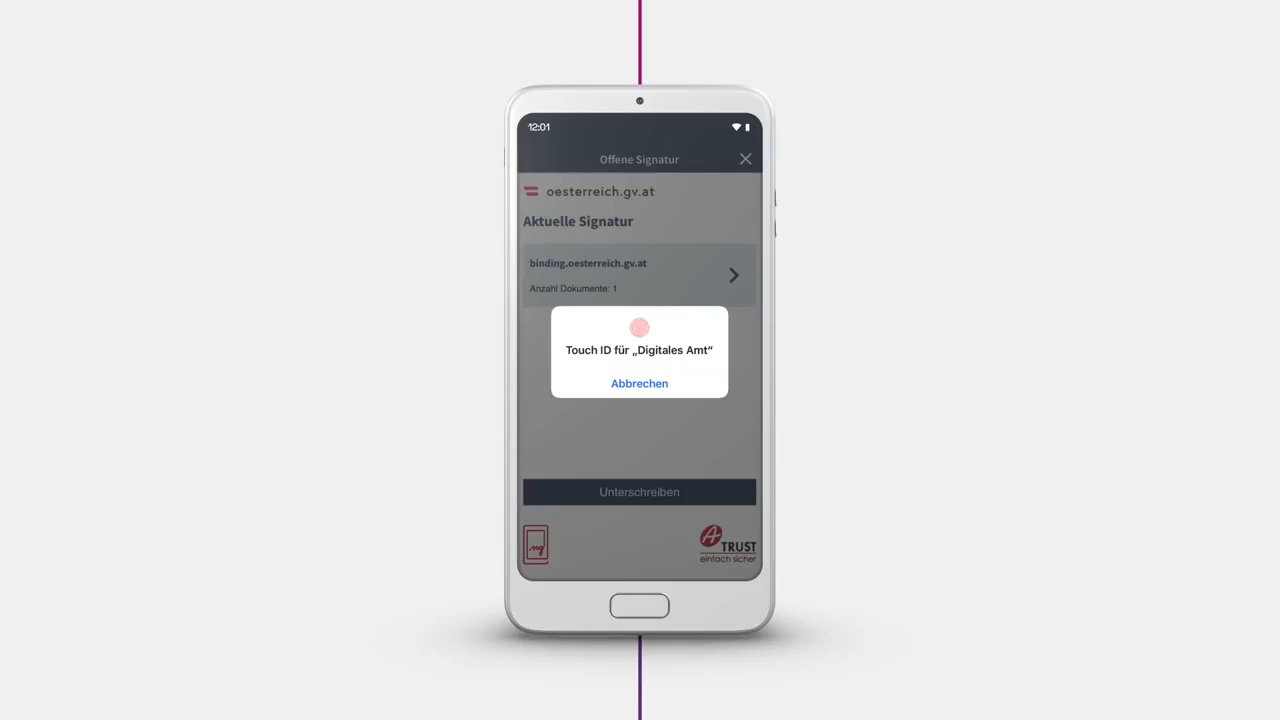 12:01
Offene Signatur
oesterreich.gv.at
Aktuelle Signatur
binding.oesterreich.gv.at
Anzahl Dokumente: 1
Touch ID für „Digitales Amt“
Abbrechen
Unterschreiben
A
TRUST
einfach sicher